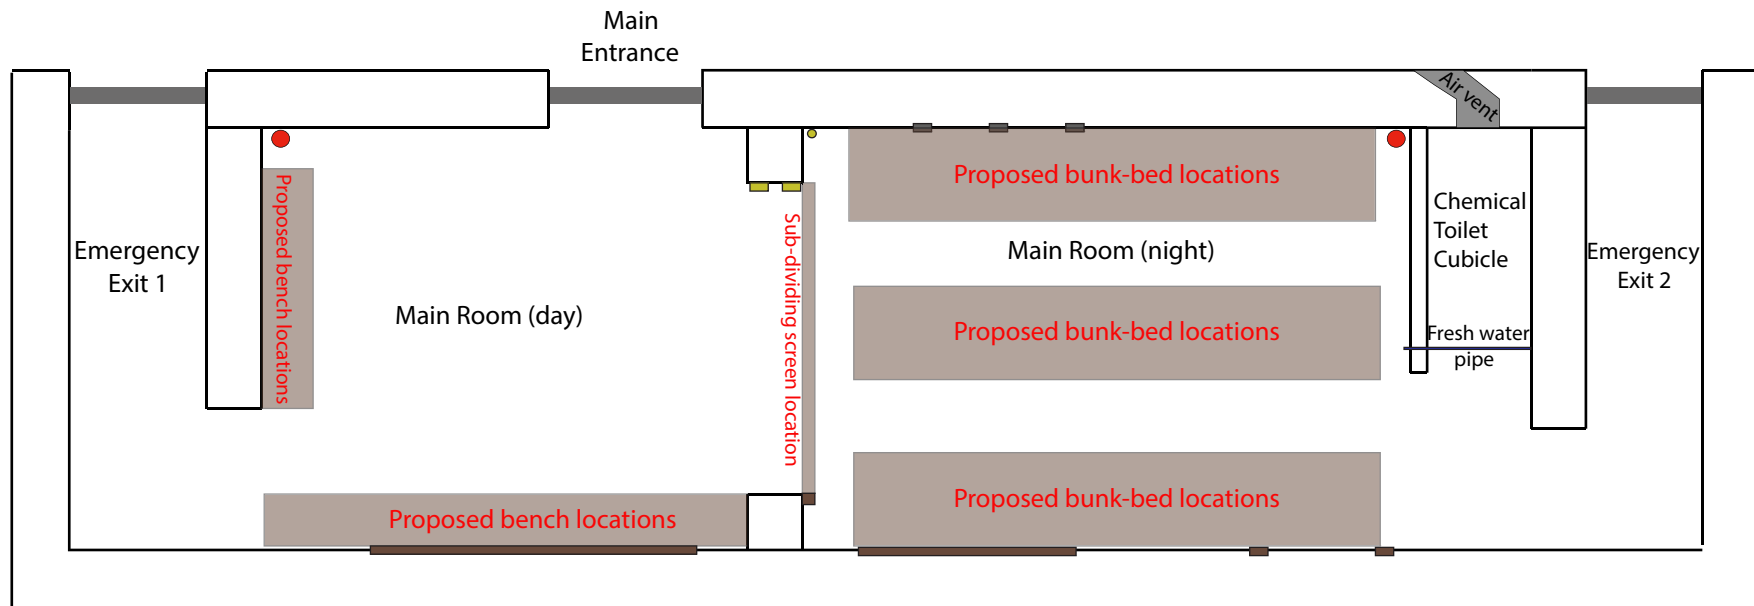 Main
Entrance
Air vent
Proposed bunk-bed locations
Proposed bench locations
Chemical
Toilet
Cubicle
Sub-dividing screen location
Emergency
Exit 1
Main Room (night)
Emergency
Exit 2
Main Room (day)
Proposed bunk-bed locations
Fresh water
pipe
Proposed bunk-bed locations
Proposed bench locations